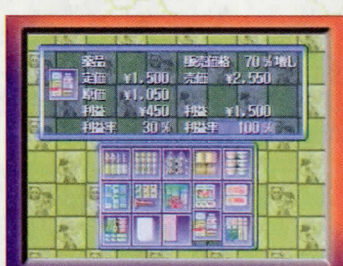 薬品 販売価格 70%増し
定価 ¥1,500 売価 ¥2,550
原価 ¥1,050
利益 ¥450 利益 ¥1,500
利益率 30% 利益率 100%